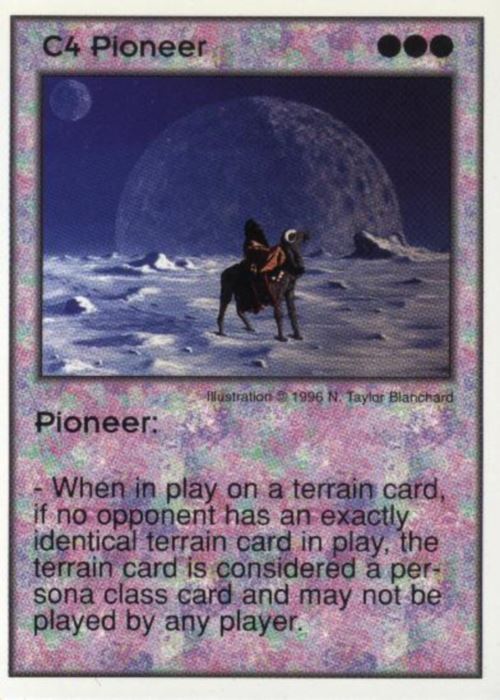 C4 Pioneer
Illustration © 1996 N. Taylor Blanchard
Pioneer:
- When in play on a terrain card,
if no opponent has an exactly
identical terrain card in play, the
terrain card is considered a per-
sona class card and may not be
played by any player.